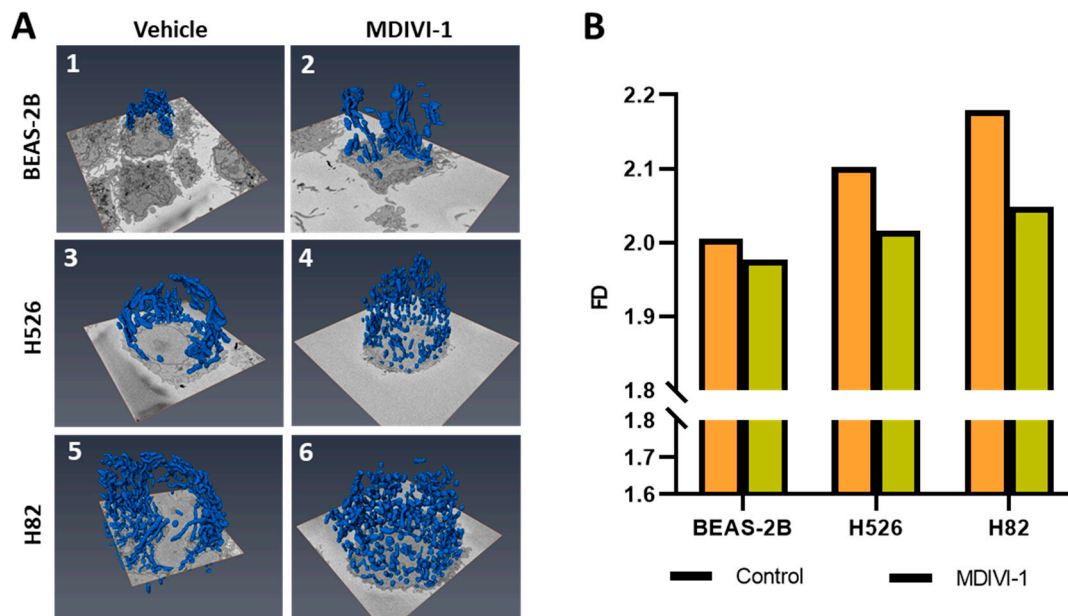 A
Vehicle
MDIVI-1
B
BEAS-2B
1
2
H526
3
4
H82
5
6
FD
2.2
2.1
2.0
1.9
1.8
1.8
1.7
1.6
BEAS-2B
H526
H82
Control
MDIVI-1